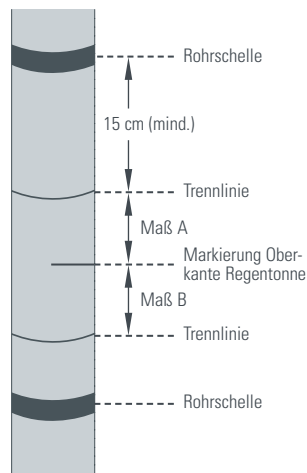 Rohrschelle
15 cm (mind.)
Trennlinie
Maß A
Markierung Ober-
kante Regentonne
Maß B
Trennlinie
Rohrschelle